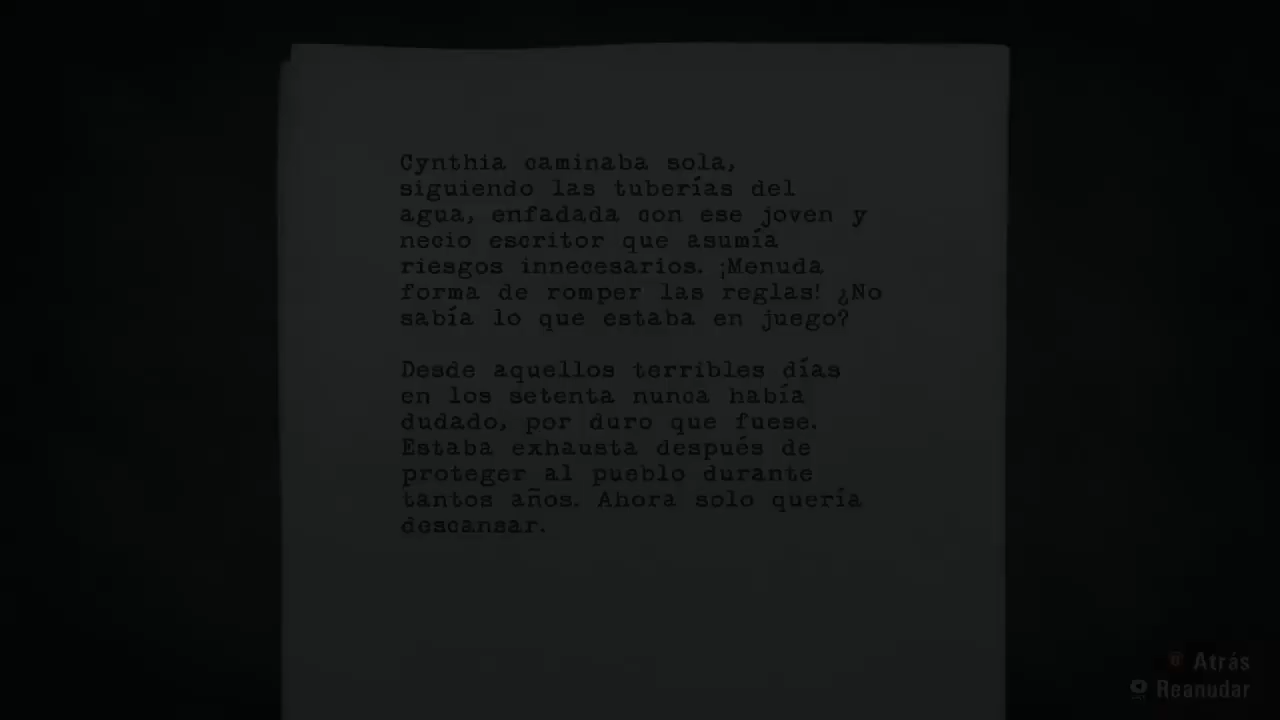 Cynthia caminaba sola,
siguiendo las tuberías del
agua, enfadada con ese joven y
necio escritor que asumía
riesgos innecesarios. ¡Menuda
forma de romper las reglas! ¿No
sabía lo que estaba en juego?
Desde aquellos terribles días
en los setenta nunca había
dudado, por duro que fuese.
Estaba exhausta después de
proteger al pueblo durante
tantos años. Ahora solo quería
descansar.
Atrás
Reanudar